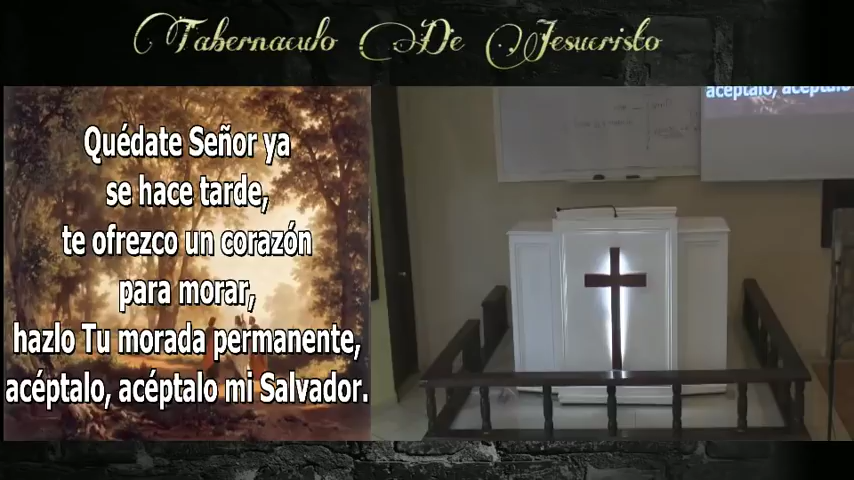 Tabernaculo De Jesucristo
Quédate Señor ya
se hace tarde,
te ofrezco un corazón
para morar,
hazlo Tu morada permanente,
acéptalo, acéptalo mi Salvador.
acéptalo, acéptalo